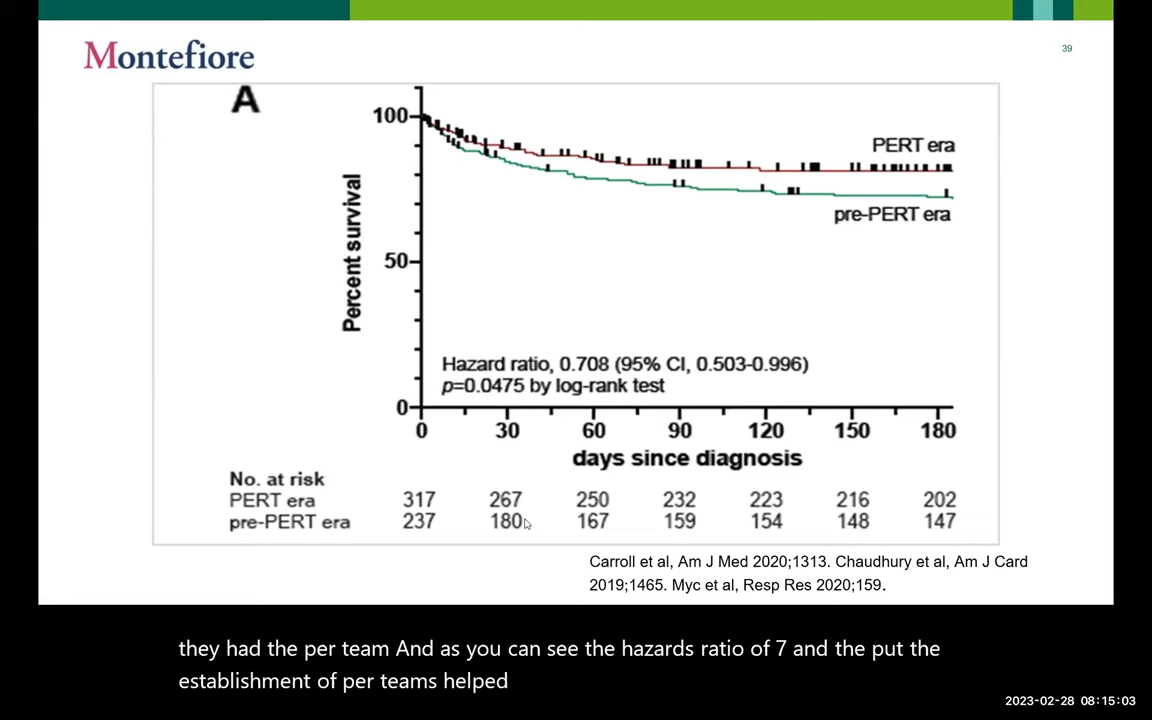 39
Montefiore
A
100
PERT era
pre-PERT era
Percent survival
50
Hazard ratio, 0.708 (95% CI, 0.503-0.996)
p=0.0475 by log-rank test
0
0 30 60 90 120 150 180
days since diagnosis
No. at risk
PERT era 317 267 250 232 223 216 202
pre-PERT era 237 180 167 159 154 148 147
Carroll et al, Am J Med 2020;1313. Chaudhury et al, Am J Card
2019;1465. Myc et al, Resp Res 2020;159.
they had the per team And as you can see the hazards ratio of 7 and the put the
establishment of per teams helped
2023-02-28 08:15:03